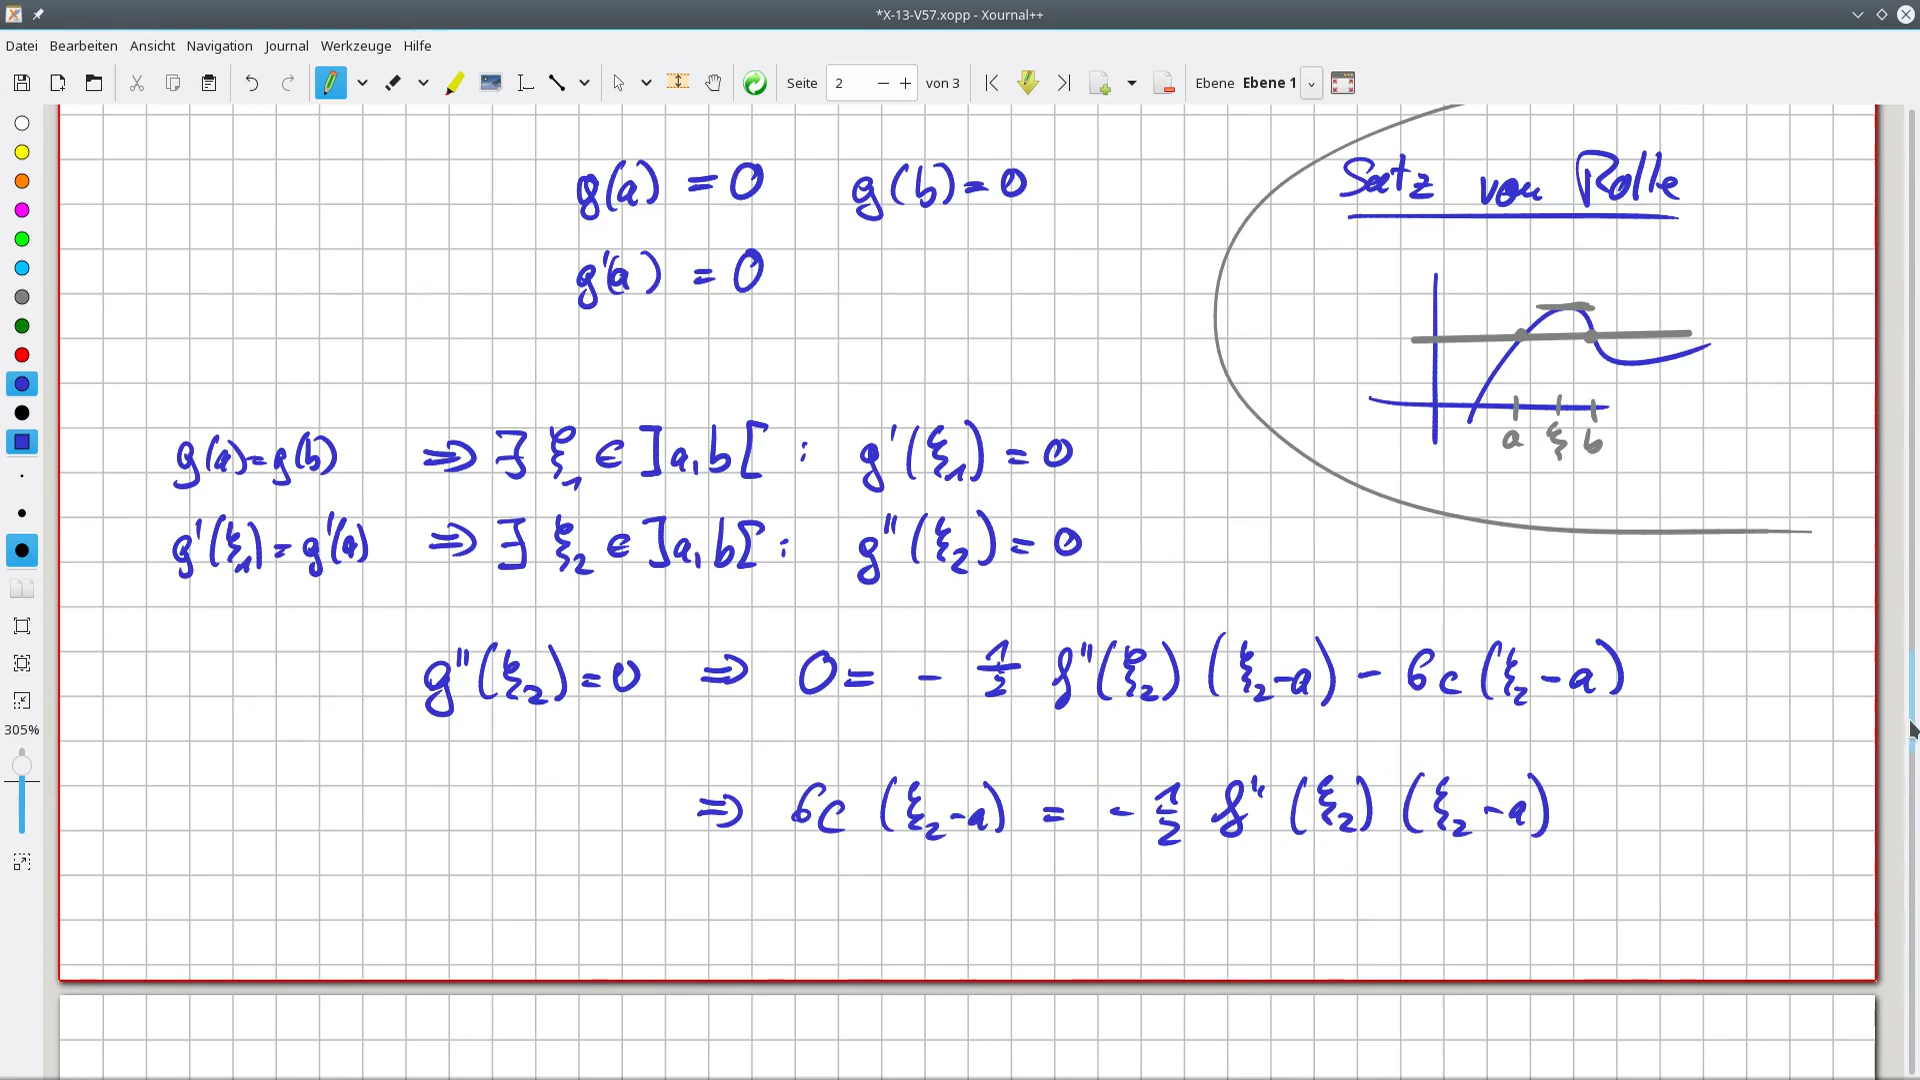 *X-13-V57.xopp - Xournal++
Datei Bearbeiten Ansicht Navigation Journal Werkzeuge Hilfe
Seite 2 von 3 Ebene Ebene 1
305%
g(a) = 0 g(b) = 0
g'(a) = 0
Satz von Rolle
a ξ b
g(a)=g(b) ⇒ ∃ ξ₁ ∈ ]a,b[ : g'(ξ₁) = 0
g'(ξ₁) = g'(a) ⇒ ∃ ξ₂ ∈ ]a,b[ : g''(ξ₂) = 0
g''(ξ₂) = 0 ⇒ 0 = - 1/2 f''(ξ₂) (ξ₂-a) - 6c (ξ₂-a)
⇒ 6c (ξ₂-a) = - 1/2 f'' (ξ₂) (ξ₂-a)